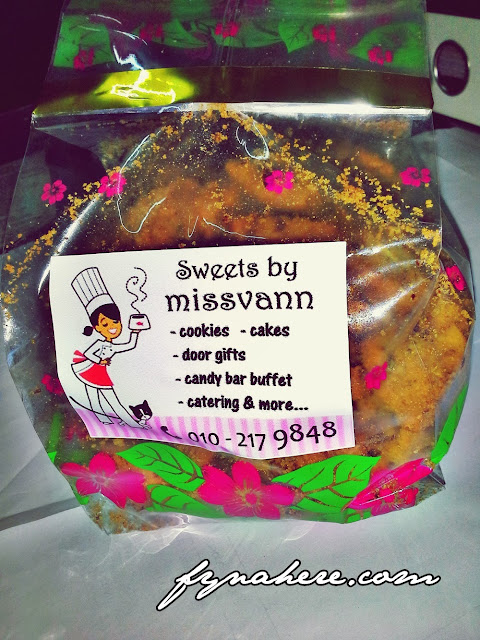 Sweets by
missvann
- cookies - cakes
- door gifts
- candy bar buffet
- catering & more...
010 - 217 9848
fynahere.com